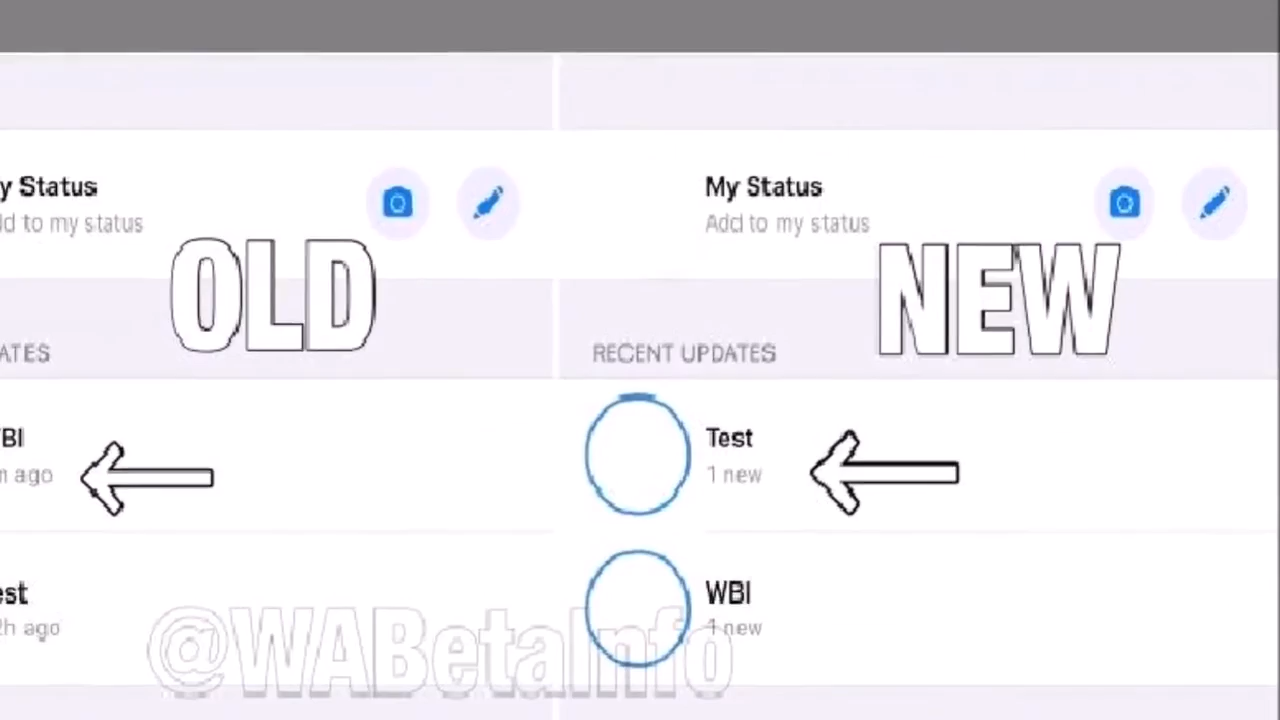 y Status
My Status
d to my status
Add to my status
OLD
NEW
ATES
RECENT UPDATES
BI
Test
m ago
1 new
est
WBI
2h ago
1 new
@WABetaInfo